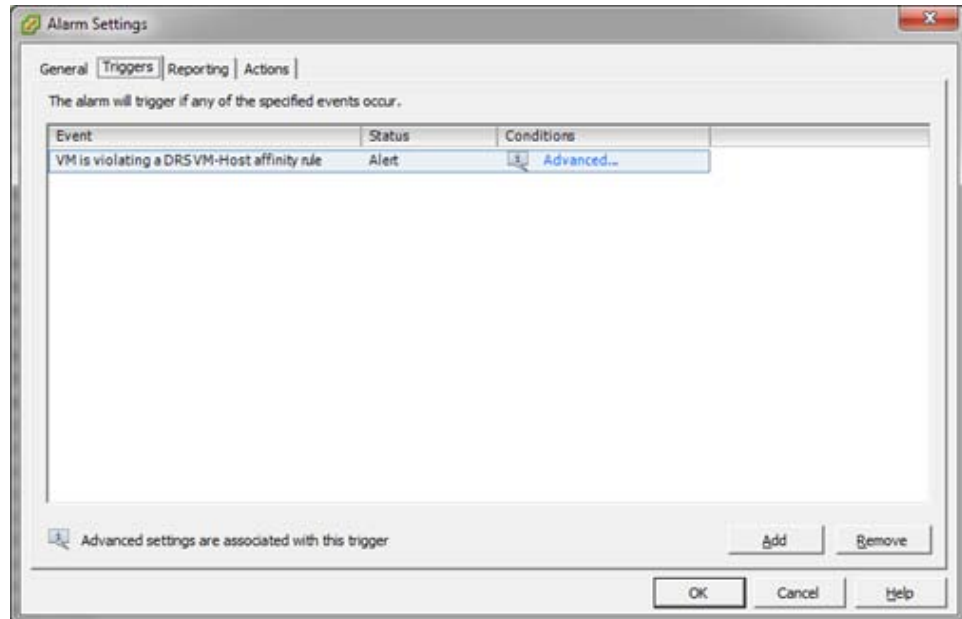 Alarm Settings
General Triggers Reporting Actions
The alarm will trigger if any of the specified events occur.
Event Status Conditions
VM is violating a DRS VM-Host affinity rule Alert Advanced...
Advanced settings are associated with this trigger
Add Remove
OK Cancel Help